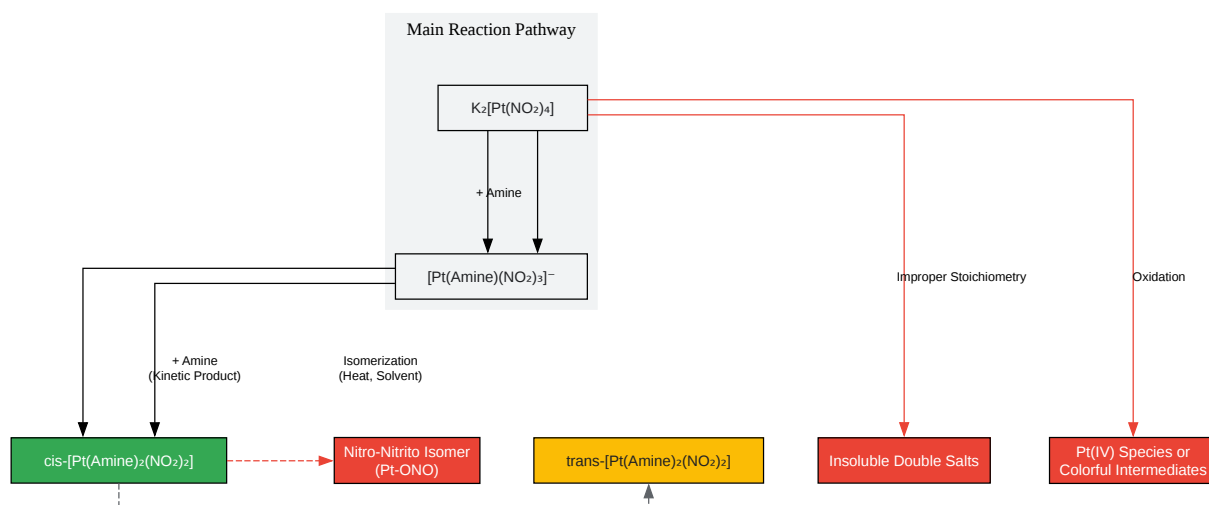 Main Reaction Pathway
K₂[Pt(NO₂)₄]
+ Amine
[Pt(Amine)(NO₂)₃]⁻
Improper Stoichiometry
Oxidation
+ Amine
(Kinetic Product)
Isomerization
(Heat, Solvent)
cis-[Pt(Amine)₂(NO₂)₂]
Nitro-Nitrito Isomer
(Pt-ONO)
trans-[Pt(Amine)₂(NO₂)₂]
Insoluble Double Salts
Pt(IV) Species or
Colorful Intermediates